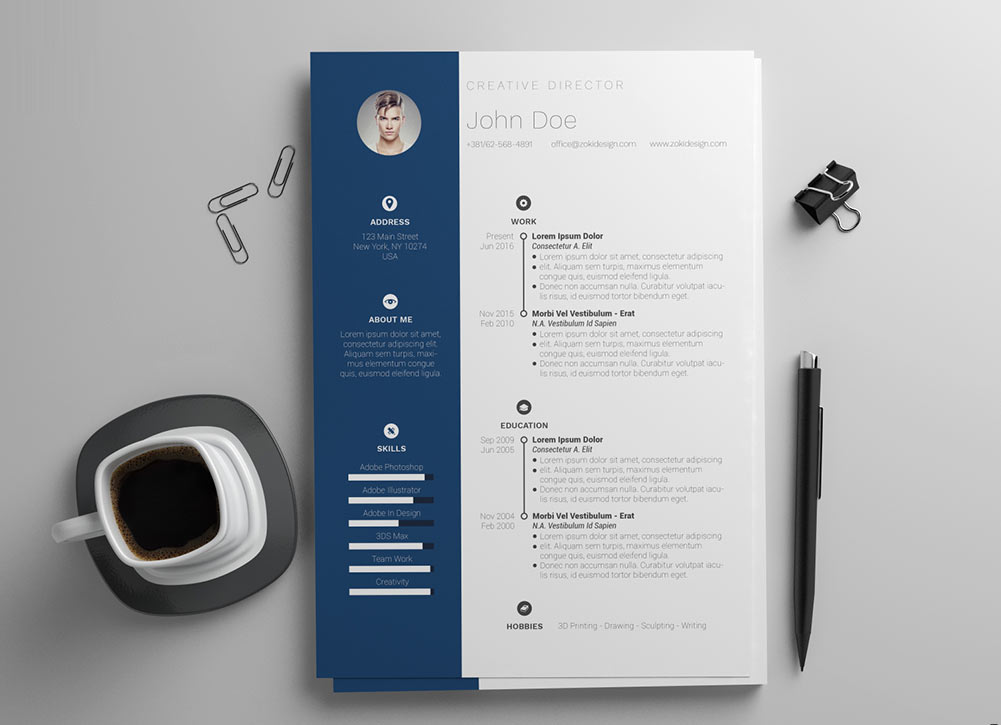 CREATIVE DIRECTOR
John Doe
+381/62-568-4891 office@zokidesign.com www.zokidesign.com
ADDRESS
123 Main Street
New York, NY 10274
USA
ABOUT ME
Lorem ipsum dolor sit amet,
consectetur adipiscing elit.
Aliquam sem turpis, maxi-
mus elementum congue
quis, euismod eleifend ligula.
SKILLS
Adobe Photoshop
Adobe Illustrator
Adobe In Design
3DS Max
Team Work
Creativity
WORK
Present
Jun 2016
Lorem Ipsum Dolor
Consectetur A. Elit
Lorem ipsum dolor sit amet, consectetur adipiscing
elit. Aliquam sem turpis, maximus elementum
congue quis, euismod eleifend ligula.
Donec non accumsan nulla. Curabitur volutpat iacu-
lis risus, id euismod tortor bibendum eget.
Nov 2015
Feb 2010
Morbi Vel Vestibulum - Erat
N.A. Vestibulum Id Sapien
Lorem ipsum dolor sit amet, consectetur adipiscing
elit. Aliquam sem turpis, maximus elementum
congue quis, euismod eleifend ligula.
Donec non accumsan nulla. Curabitur volutpat iacu-
lis risus, id euismod tortor bibendum eget.
EDUCATION
Sep 2009
Jun 2005
Lorem Ipsum Dolor
Consectetur A. Elit
Lorem ipsum dolor sit amet, consectetur adipiscing
elit. Aliquam sem turpis, maximus elementum
congue quis, euismod eleifend ligula.
Donec non accumsan nulla. Curabitur volutpat iacu-
lis risus, id euismod tortor bibendum eget.
Nov 2004
Feb 2000
Morbi Vel Vestibulum - Erat
N.A. Vestibulum Id Sapien
Lorem ipsum dolor sit amet, consectetur adipiscing
elit. Aliquam sem turpis, maximus elementum
congue quis, euismod eleifend ligula.
Donec non accumsan nulla. Curabitur volutpat iacu-
lis risus, id euismod tortor bibendum eget.
HOBBIES 3D Printing - Drawing - Sculpting - Writing